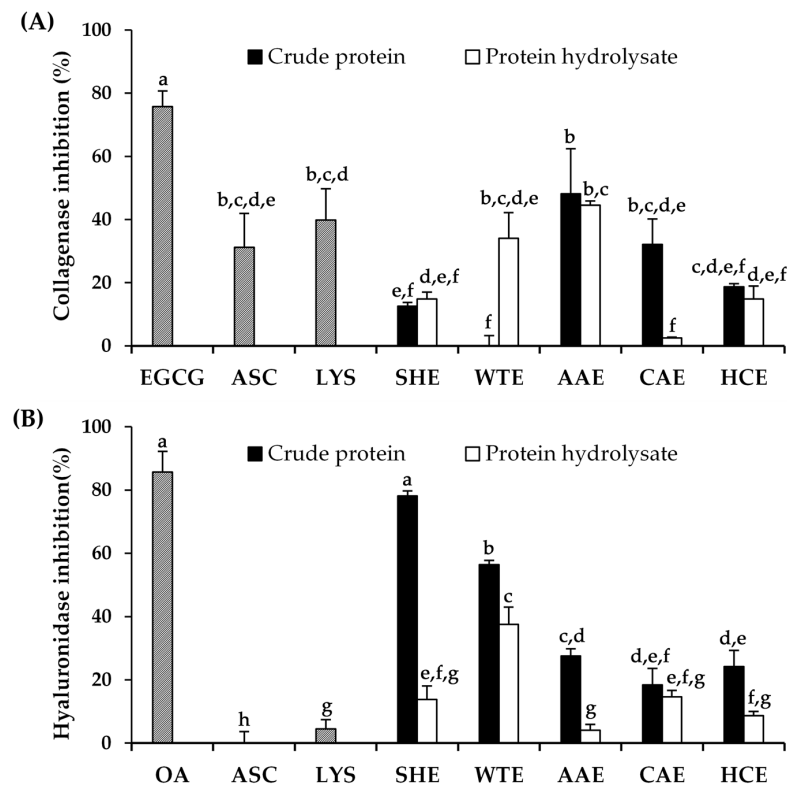 (A)
Collagenase inhibition (%)
100
80
60
40
20
0
Crude protein
Protein hydrolysate
a
b,c,d,e
b,c,d
e,f
d,e,f
f
b,c,d,e
b
b,c
b,c,d,e
f
c,d,e,f
d,e,f
EGCG ASC LYS SHE WTE AAE CAE HCE
(B)
Hyaluronidase inhibition(%)
100
80
60
40
20
0
Crude protein
Protein hydrolysate
a
h
g
a
e,f,g
b
c
c,d
g
d,e,f
e,f,g
d,e
f,g
OA ASC LYS SHE WTE AAE CAE HCE